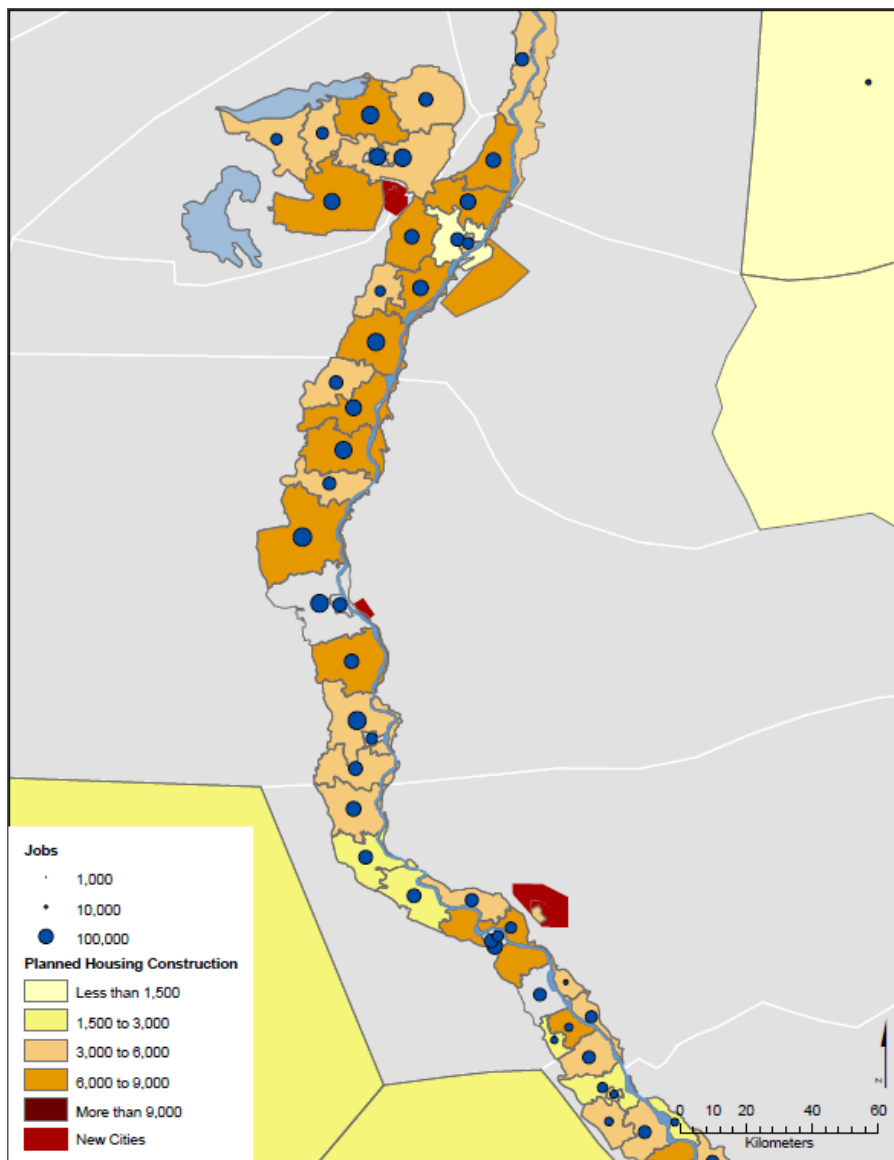 Jobs
1,000
10,000
100,000
Planned Housing Construction
Less than 1,500
1,500 to 3,000
3,000 to 6,000
6,000 to 9,000
More than 9,000
New Cities
N
0 10 20 40 60
Kilometers